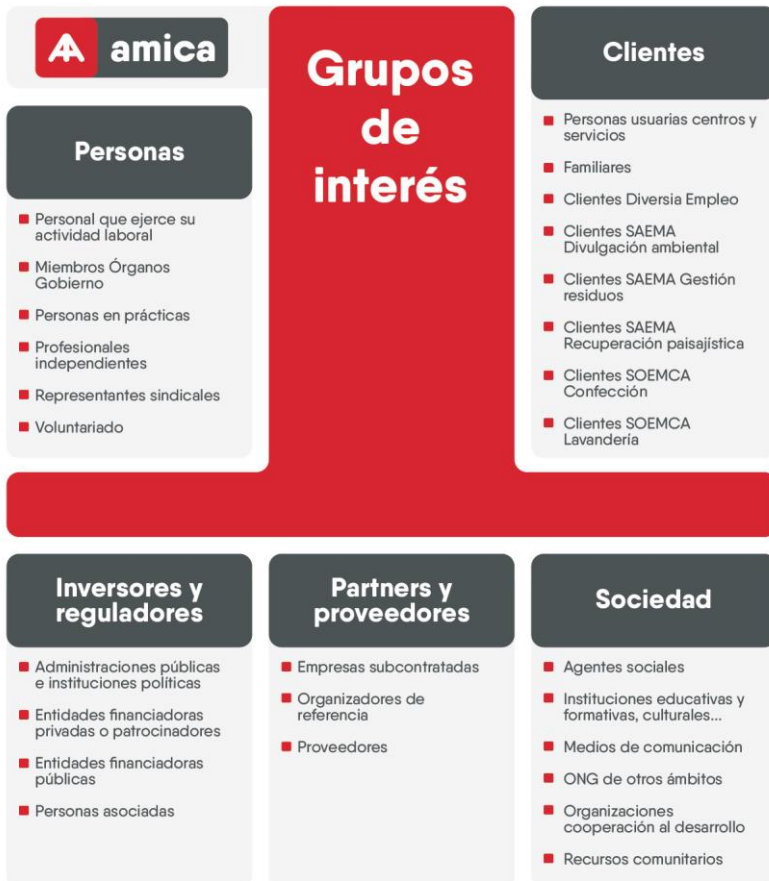 amica
Grupos
de
interés
Personas
Personal que ejerce su
actividad laboral
Miembros Órganos
Gobierno
Personas en prácticas
Profesionales
independientes
Representantes sindicales
Voluntariado
Clientes
Personas usuarias centros y
servicios
Familiares
Clientes Diversia Empleo
Clientes SAEMA
Divulgación ambiental
Clientes SAEMA Gestión
residuos
Clientes SAEMA
Recuperación paisajística
Clientes SOEMCA
Confección
Clientes SOEMCA
Lavandería
Inversores y
reguladores
Administraciones públicas
e instituciones políticas
Entidades financiadoras
privadas o patrocinadores
Entidades financiadoras
públicas
Personas asociadas
Partners y
proveedores
Empresas subcontratadas
Organizadores de
referencia
Proveedores
Sociedad
Agentes sociales
Instituciones educativas y
formativas, culturales...
Medios de comunicación
ONG de otros ámbitos
Organizaciones
cooperación al desarrollo
Recursos comunitarios